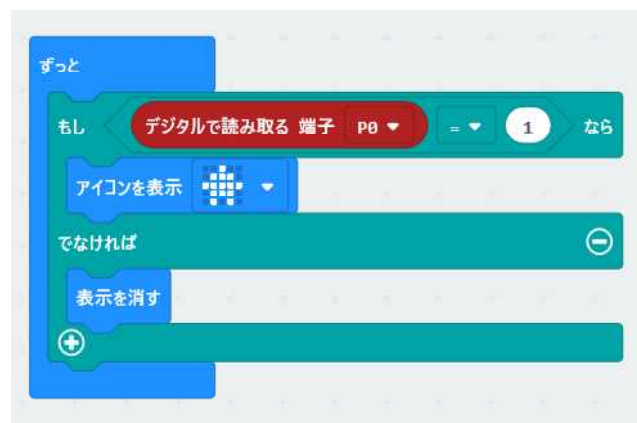 ずっと
もし デジタルで読み取る 端子 P0 = 1 なら
アイコンを表示
でなければ
表示を消す